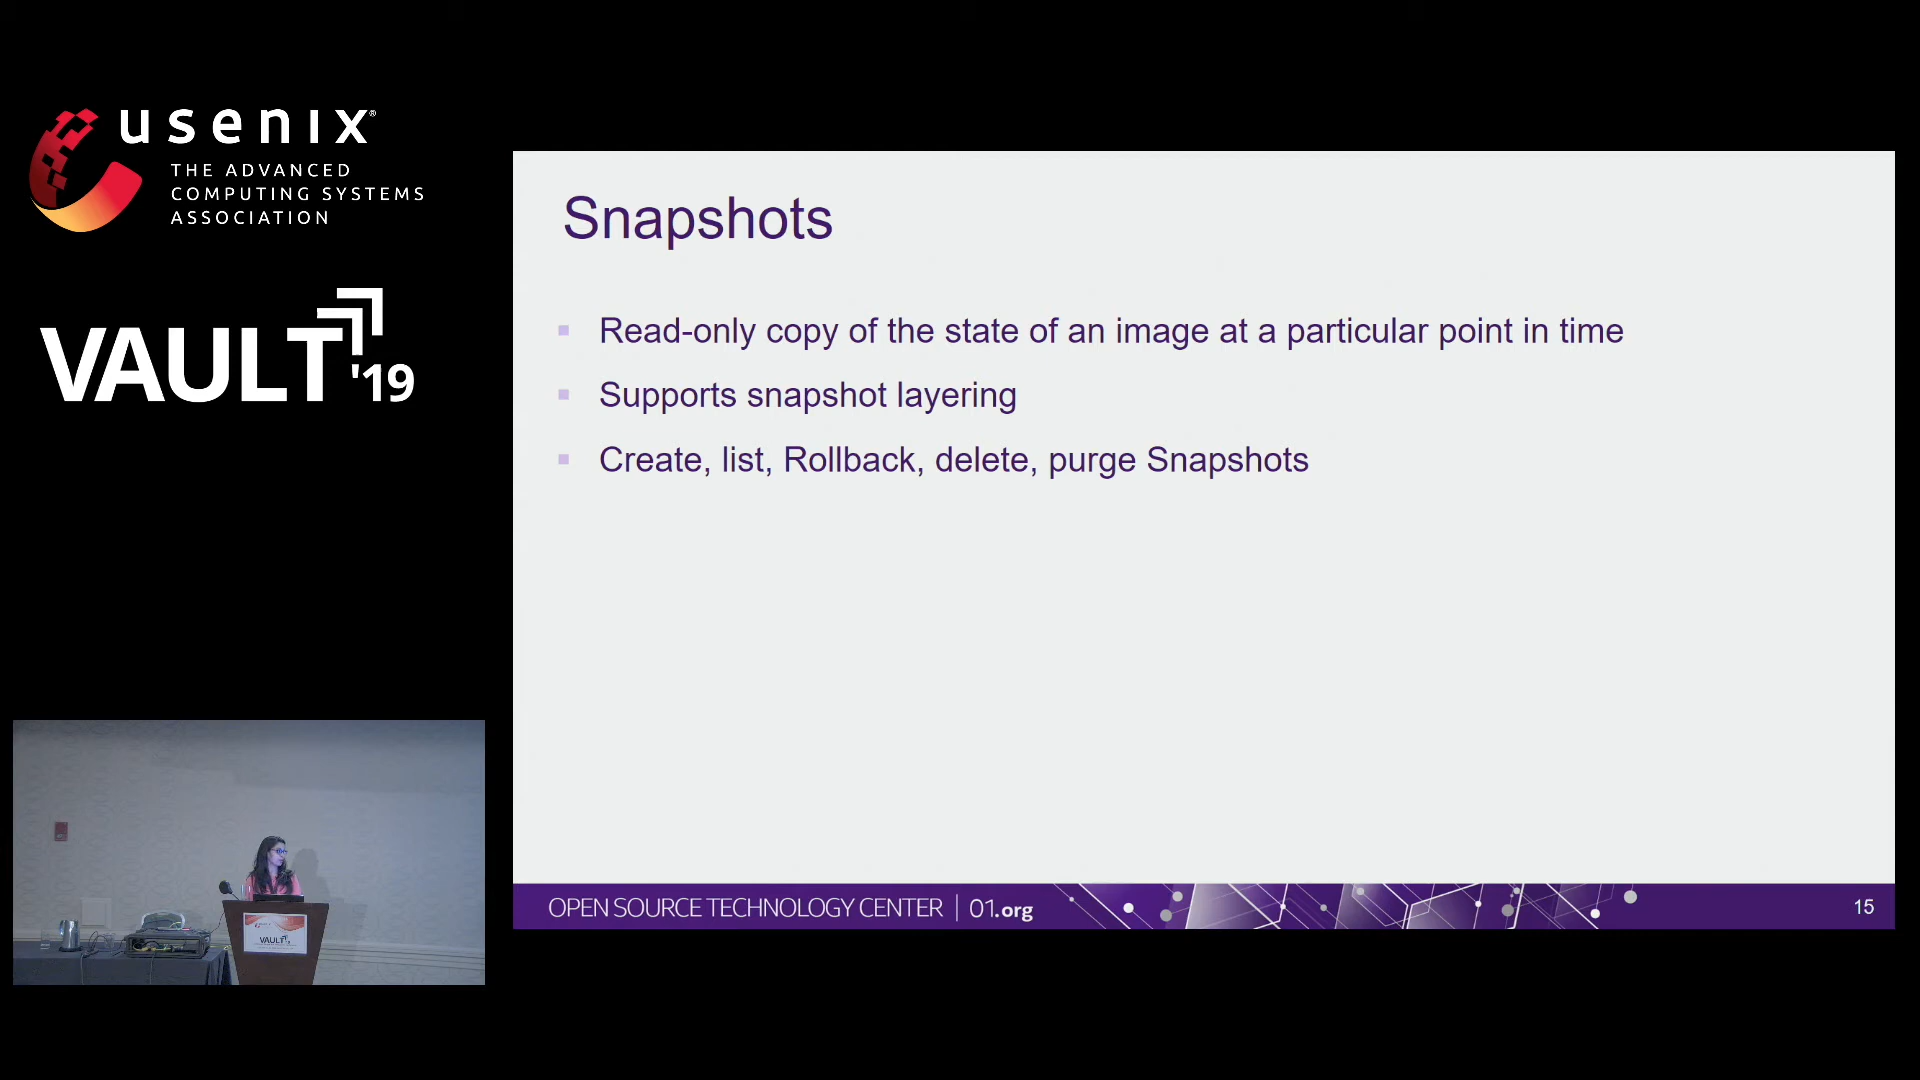 usenix®
THE ADVANCED
COMPUTING SYSTEMS
ASSOCIATION
VAULT '19
Snapshots
Read-only copy of the state of an image at a particular point in time
Supports snapshot layering
Create, list, Rollback, delete, purge Snapshots
OPEN SOURCE TECHNOLOGY CENTER | 01.org
15
VAULT